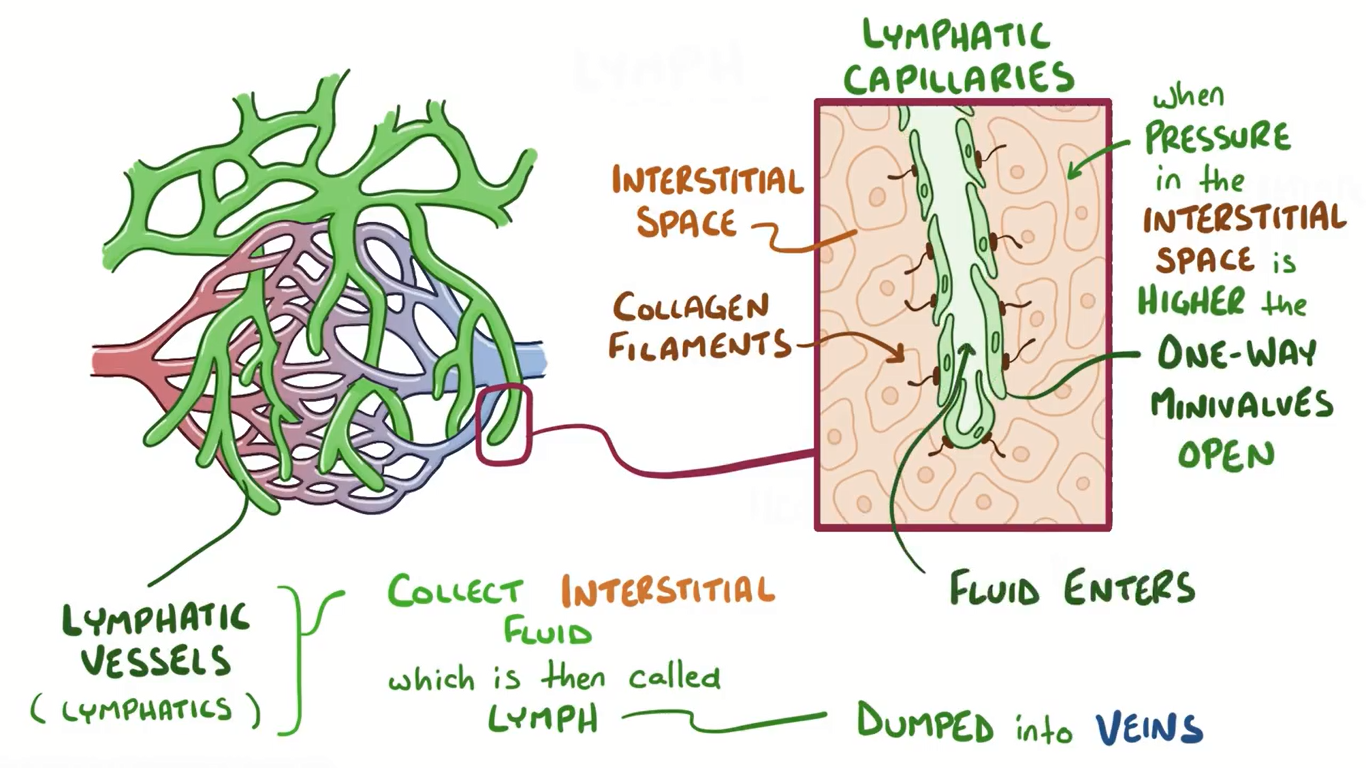 LYMPH
LYMPHATIC
CAPILLARIES
INTERSTITIAL
SPACE
COLLAGEN
FILAMENTS
when
PRESSURE
in the
INTERSTITIAL
SPACE is
HIGHER the
ONE-WAY
MINIVALVES
OPEN
FLUID ENTERS
LYMPHATIC
VESSELS
(LYMPHATICS)
COLLECT INTERSTITIAL
FLUID
which is then called
LYMPH
DUMPED into VEINS